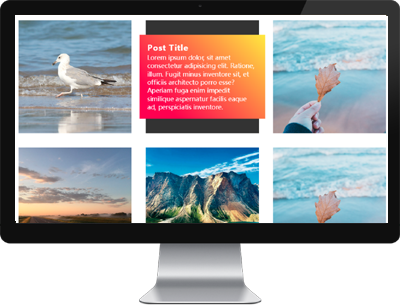 Post Title
Lorem ipsum dolor, sit amet
consectetur adipisicing elit. Ratione,
illum. Fugit minus inventore sit, et
officiis architecto porro esse?
Aperiam fuga enim impedit
similique aspernatur facilis eaque
ad, perspiciatis inventore.